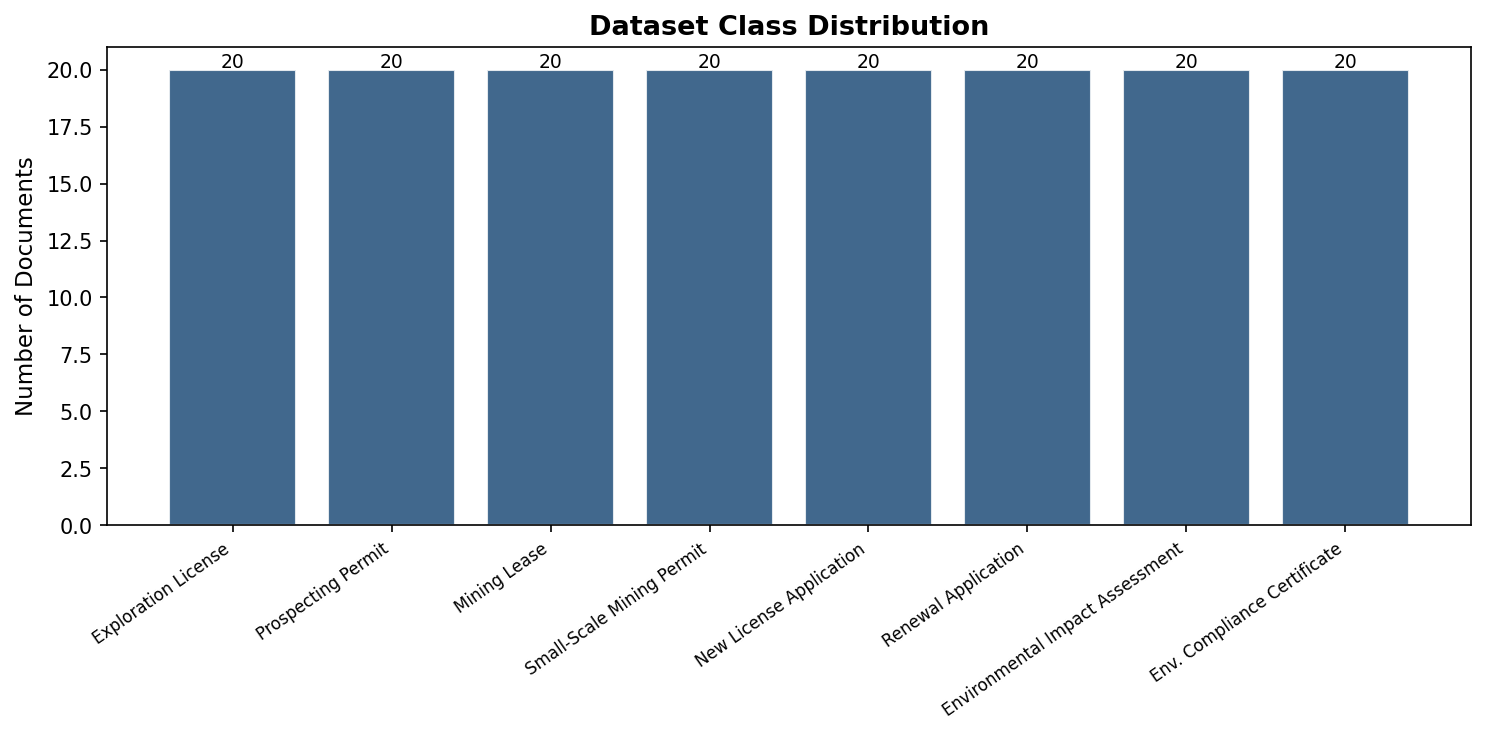 Dataset Class Distribution
20 20 20 20 20 20 20 20
20.0
17.5
15.0
12.5
10.0
7.5
5.0
2.5
0.0
Number of Documents
Exploration License
Prospecting Permit
Mining Lease
Small-Scale Mining Permit
New License Application
Renewal Application
Environmental Impact Assessment
Env. Compliance Certificate